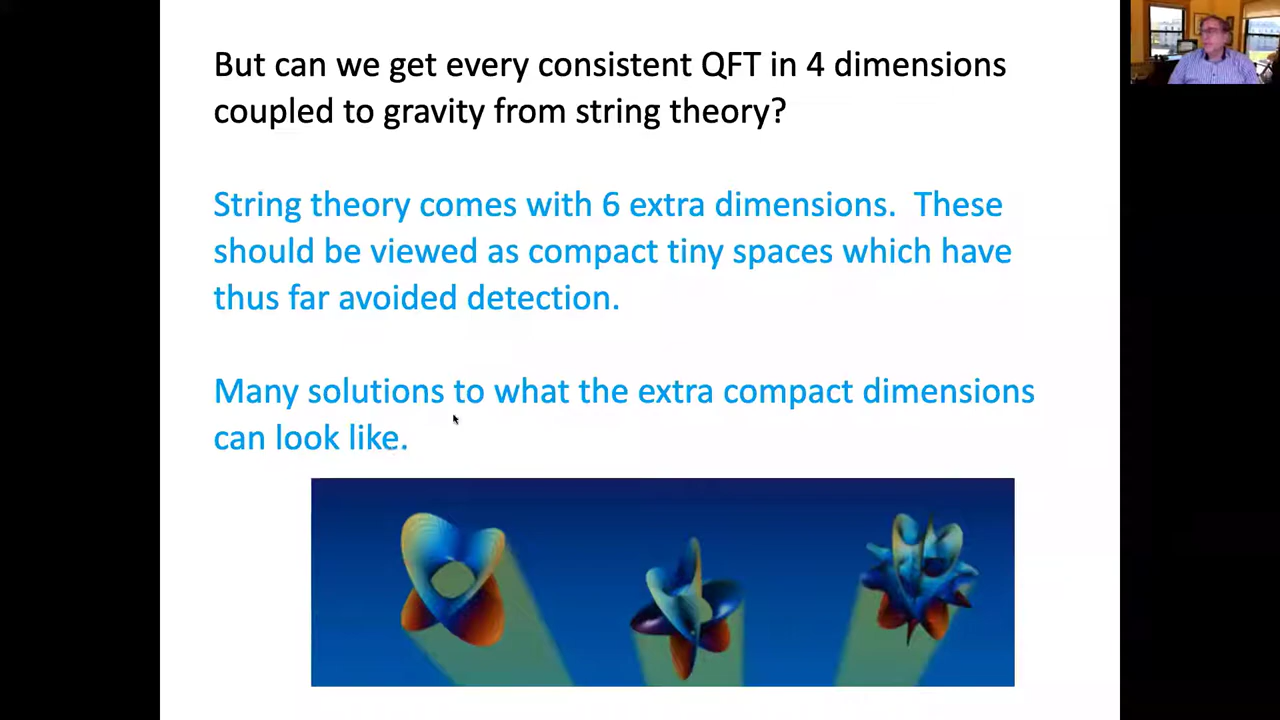 But can we get every consistent QFT in 4 dimensions
coupled to gravity from string theory?
String theory comes with 6 extra dimensions.  These
should be viewed as compact tiny spaces which have
thus far avoided detection.
Many solutions to what the extra compact dimensions
can look like.